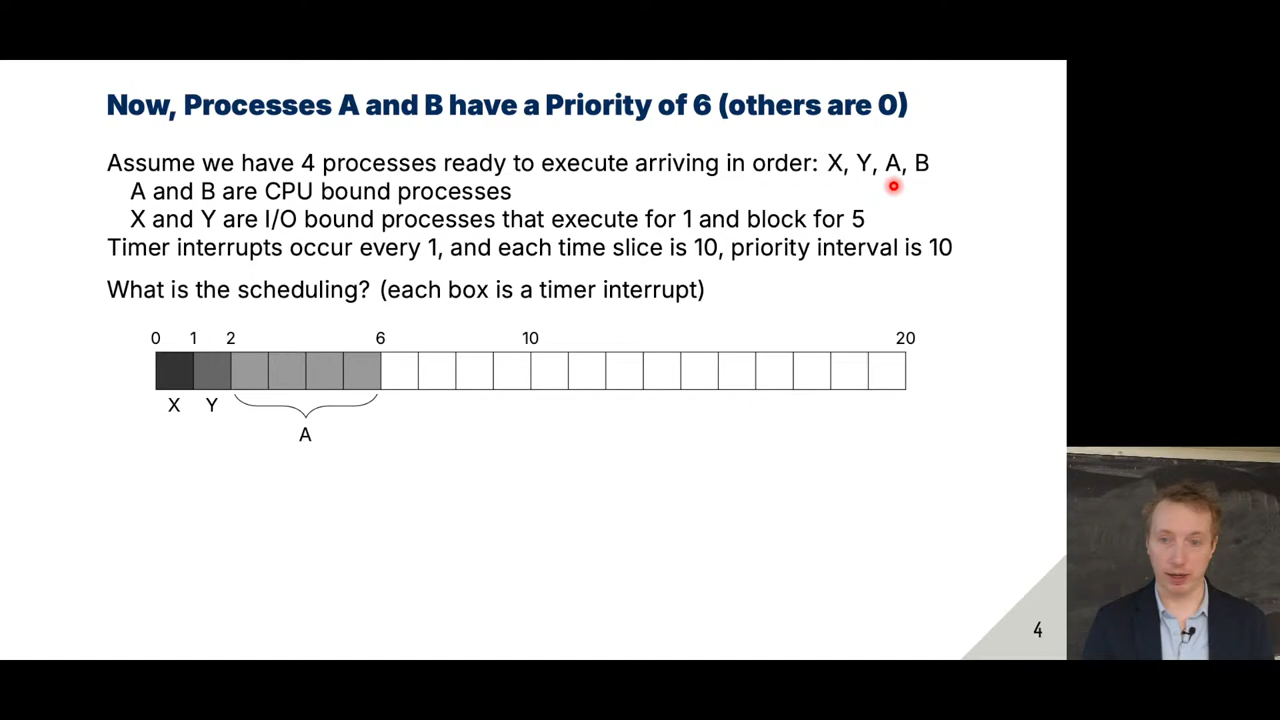 Now, Processes A and B have a Priority of 6 (others are 0)
Assume we have 4 processes ready to execute arriving in order: X, Y, A, B
A and B are CPU bound processes
X and Y are I/O bound processes that execute for 1 and block for 5
Timer interrupts occur every 1, and each time slice is 10, priority interval is 10
What is the scheduling? (each box is a timer interrupt)
0 1 2 6 10 20
X Y
A
4